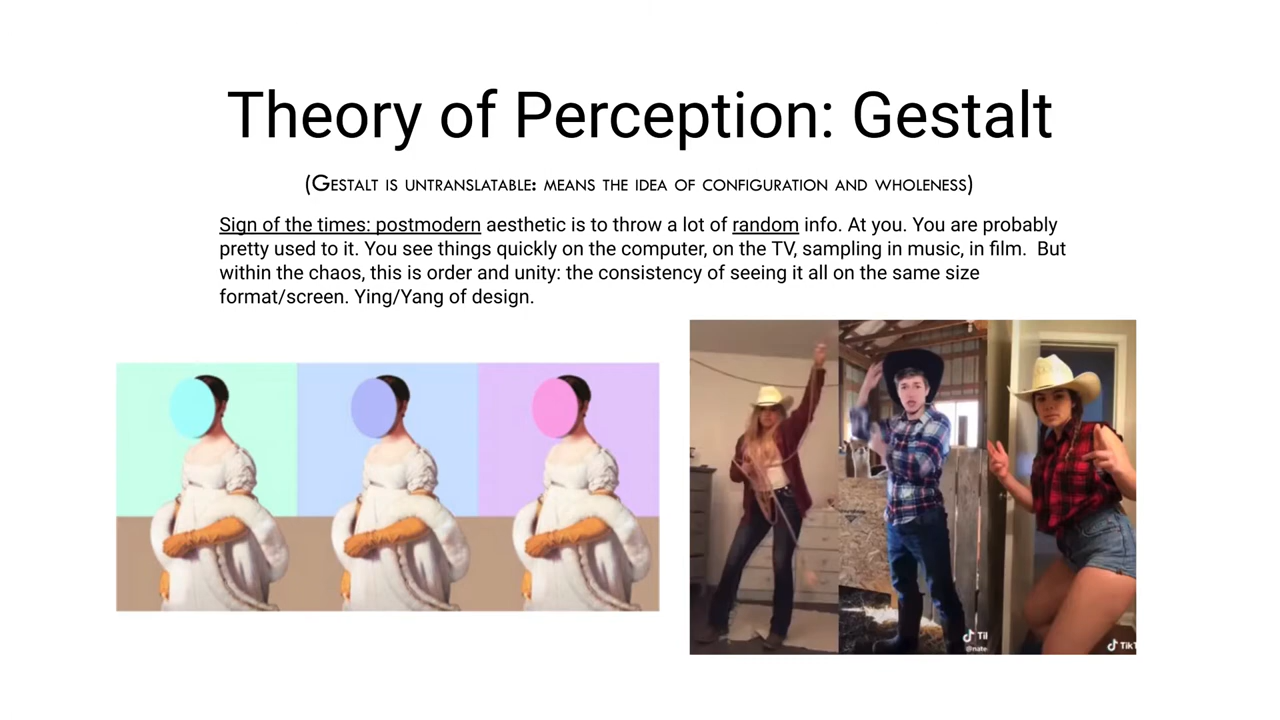 Theory of Perception: Gestalt
(Gestalt is untranslatable: means the idea of configuration and wholeness)
Sign of the times: postmodern aesthetic is to throw a lot of random info. At you. You are probably
pretty used to it. You see things quickly on the computer, on the TV, sampling in music, in film.  But
within the chaos, this is order and unity: the consistency of seeing it all on the same size
format/screen. Ying/Yang of design.
Til
@nate
TikT